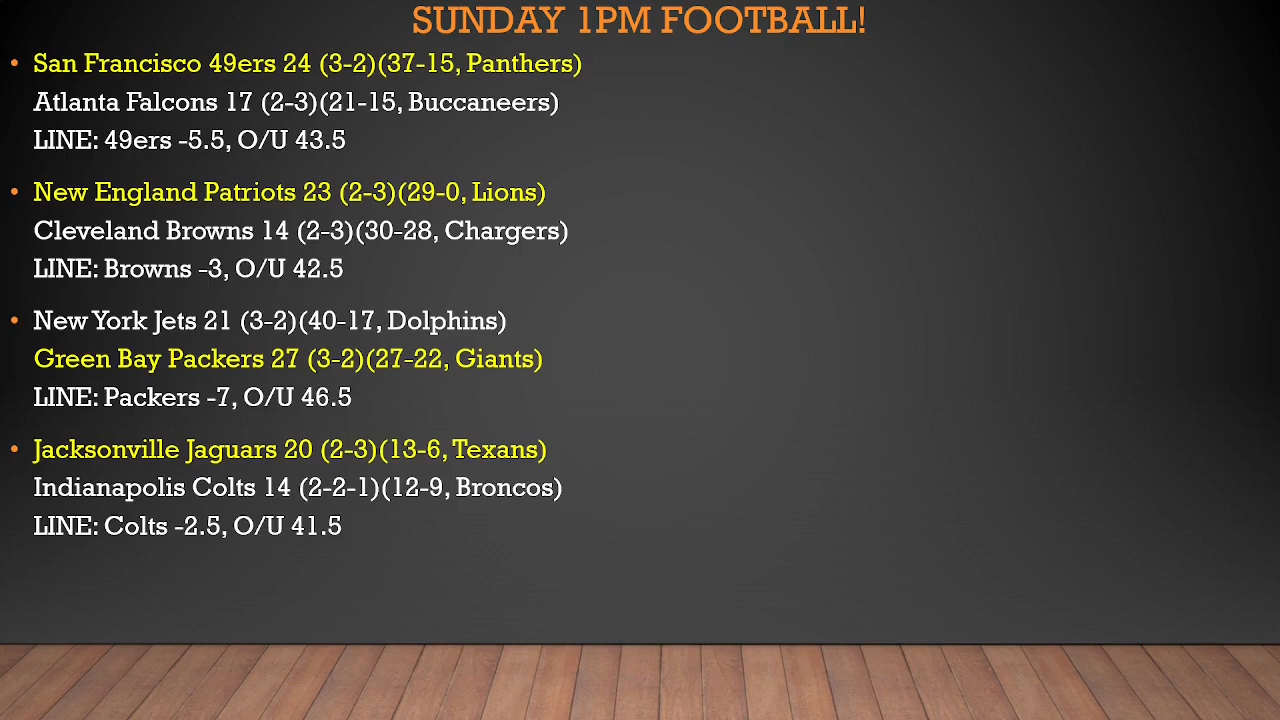 SUNDAY 1PM FOOTBALL!
• San Francisco 49ers 24 (3-2)(37-15, Panthers)
Atlanta Falcons 17 (2-3)(21-15, Buccaneers)
LINE: 49ers -5.5, O/U 43.5
• New England Patriots 23 (2-3)(29-0, Lions)
Cleveland Browns 14 (2-3)(30-28, Chargers)
LINE: Browns -3, O/U 42.5
• New York Jets 21 (3-2)(40-17, Dolphins)
Green Bay Packers 27 (3-2)(27-22, Giants)
LINE: Packers -7, O/U 46.5
• Jacksonville Jaguars 20 (2-3)(13-6, Texans)
Indianapolis Colts 14 (2-2-1)(12-9, Broncos)
LINE: Colts -2.5, O/U 41.5